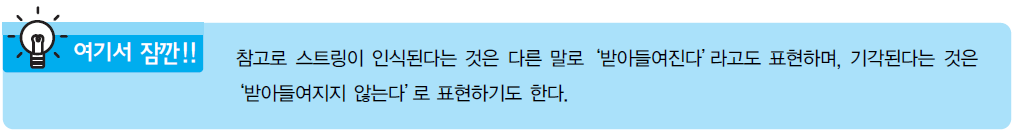 여기서 잠깐!!
참고로 스트링이 인식된다는 것은 다른 말로 ‘받아들여진다’라고도 표현하며, 기각된다는 것은
‘받아들여지지 않는다’로 표현하기도 한다.